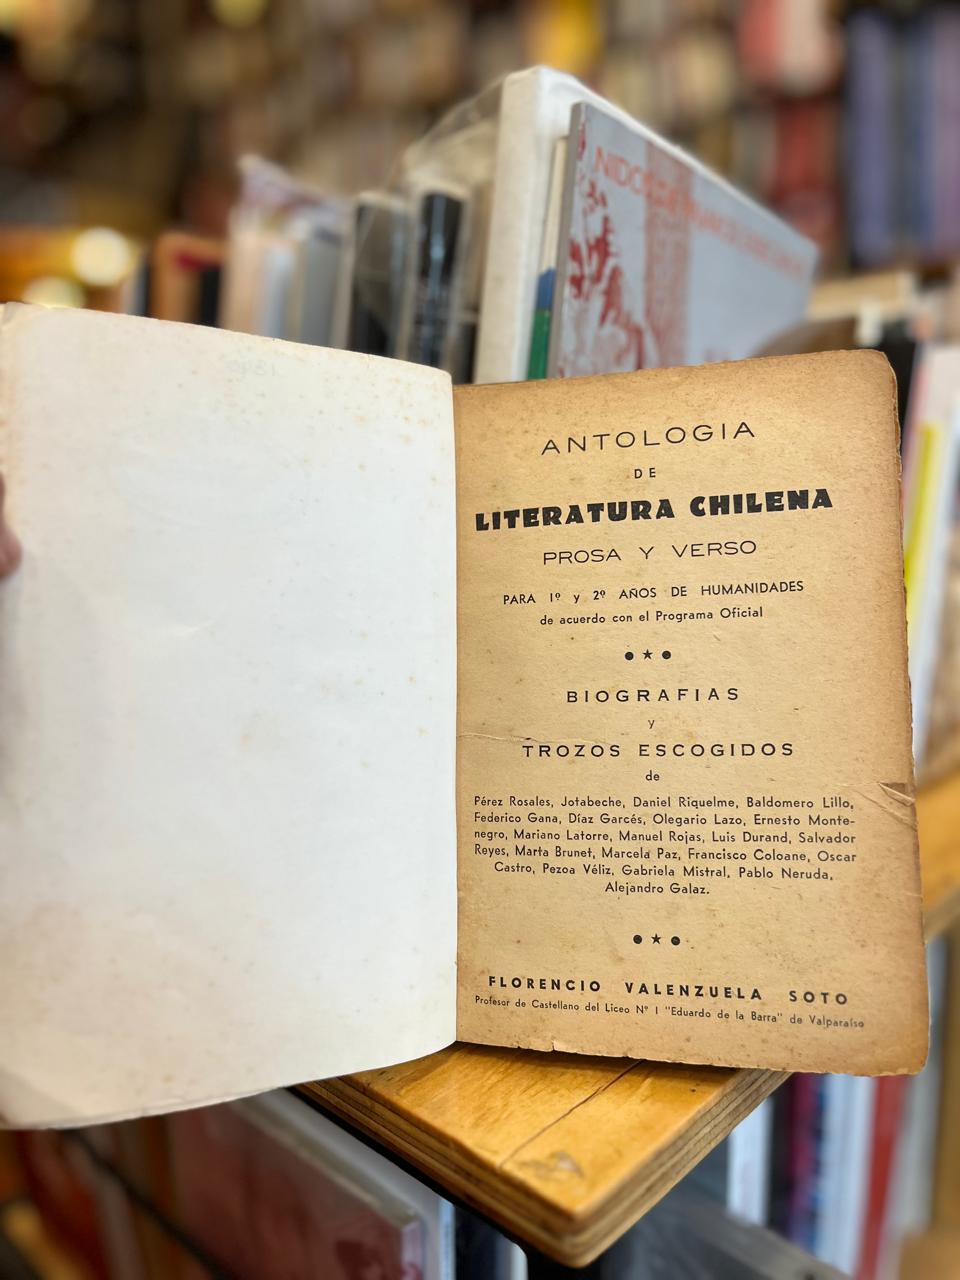 NIDO DE
ANTOLOGIA
DE
LITERATURA CHILENA
PROSA Y VERSO
PARA 1º y 2º AÑOS DE HUMANIDADES
de acuerdo con el Programa Oficial
BIOGRAFIAS
y
TROZOS ESCOGIDOS
de
Pérez Rosales, Jotabeche, Daniel Riquelme, Baldomero Lillo,
Federico Gana, Díaz Garcés, Olegario Lazo, Ernesto Monte-
negro, Mariano Latorre, Manuel Rojas, Luis Durand, Salvador
Reyes, Marta Brunet, Marcela Paz, Francisco Coloane, Oscar
Castro, Pezoa Véliz, Gabriela Mistral, Pablo Neruda,
Alejandro Galaz.
FLORENCIO VALENZUELA SOTO
Profesor de Castellano del Liceo Nº 1 "Eduardo de la Barra" de Valparaíso